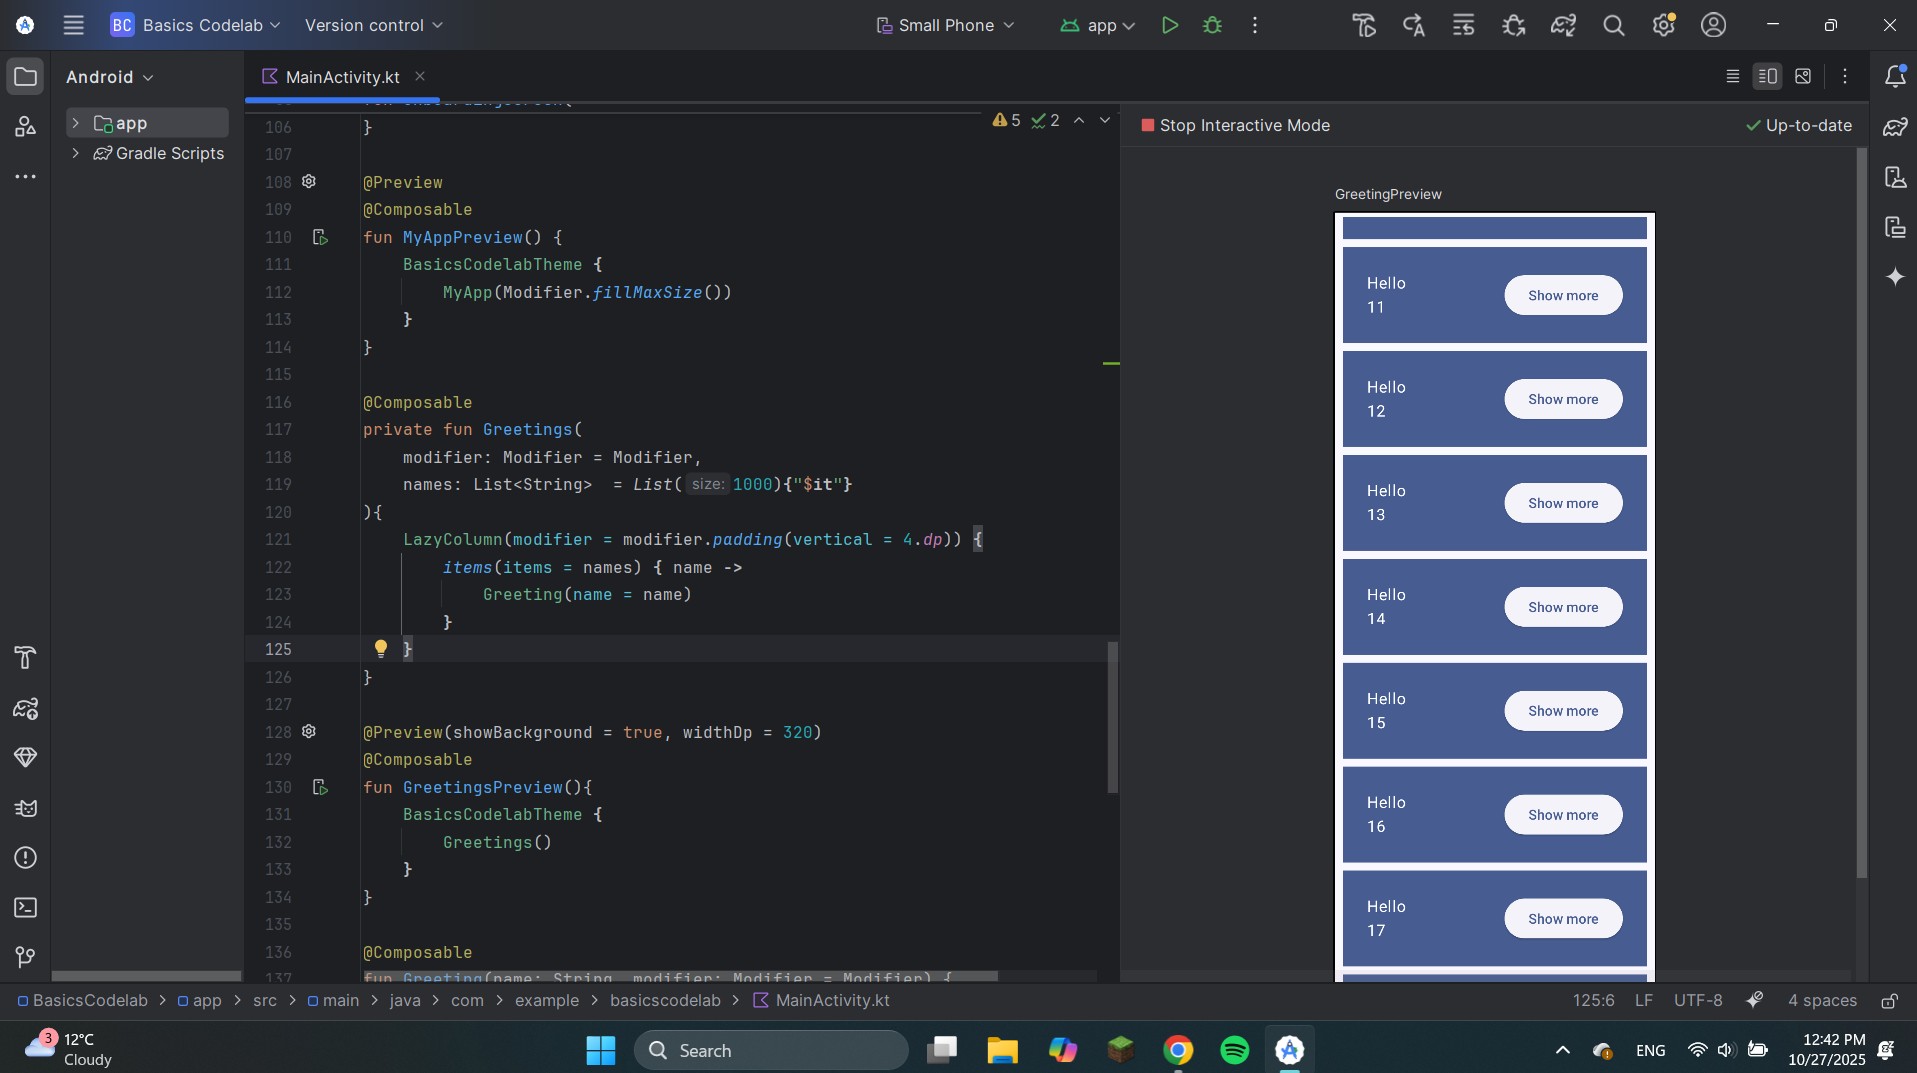 BC Basics Codelab Version control Small Phone app
Android MainActivity.kt
app
Gradle Scripts
5 2
106 }
107
108 @Preview
109 @Composable
110 fun MyAppPreview() {
111 BasicsCodelabTheme {
112 MyApp(Modifier.fillMaxSize())
113 }
114 }
115
116 @Composable
117 private fun Greetings(
118 modifier: Modifier = Modifier,
119 names: List<String> = List( size: 1000){"$it"}
120 ){
121 LazyColumn(modifier = modifier.padding(vertical = 4.dp)) {
122 items(items = names) { name ->
123 Greeting(name = name)
124 }
125 }
126 }
127
128 @Preview(showBackground = true, widthDp = 320)
129 @Composable
130 fun GreetingsPreview(){
131 BasicsCodelabTheme {
132 Greetings()
133 }
134 }
135
136 @Composable
137 fun Greeting(name: String, modifier: Modifier = Modifier) {
Stop Interactive Mode Up-to-date
GreetingPreview
Hello
11
Show more
Hello
12
Show more
Hello
13
Show more
Hello
14
Show more
Hello
15
Show more
Hello
16
Show more
Hello
17
Show more
BasicsCodelab > app > src > main > java > com > example > basicscodelab > MainActivity.kt
125:6 LF UTF-8 4 spaces
3 12°C
Cloudy
Search
ENG
12:42 PM
10/27/2025